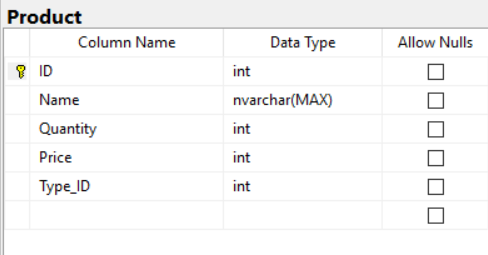 Product
Column Name Data Type Allow Nulls
ID int
Name nvarchar(MAX)
Quantity int
Price int
Type_ID int